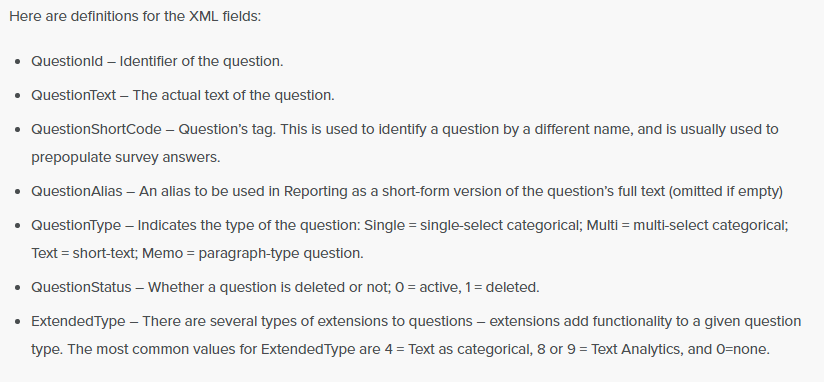 Here are definitions for the XML fields:
• QuestionId – Identifier of the question.
• QuestionText – The actual text of the question.
• QuestionShortCode – Question’s tag. This is used to identify a question by a different name, and is usually used to
prepopulate survey answers.
• QuestionAlias – An alias to be used in Reporting as a short-form version of the question’s full text (omitted if empty)
• QuestionType – Indicates the type of the question: Single = single-select categorical; Multi = multi-select categorical;
Text = short-text; Memo = paragraph-type question.
• QuestionStatus – Whether a question is deleted or not; 0 = active, 1 = deleted.
• ExtendedType – There are several types of extensions to questions – extensions add functionality to a given question
type. The most common values for ExtendedType are 4 = Text as categorical, 8 or 9 = Text Analytics, and 0=none.